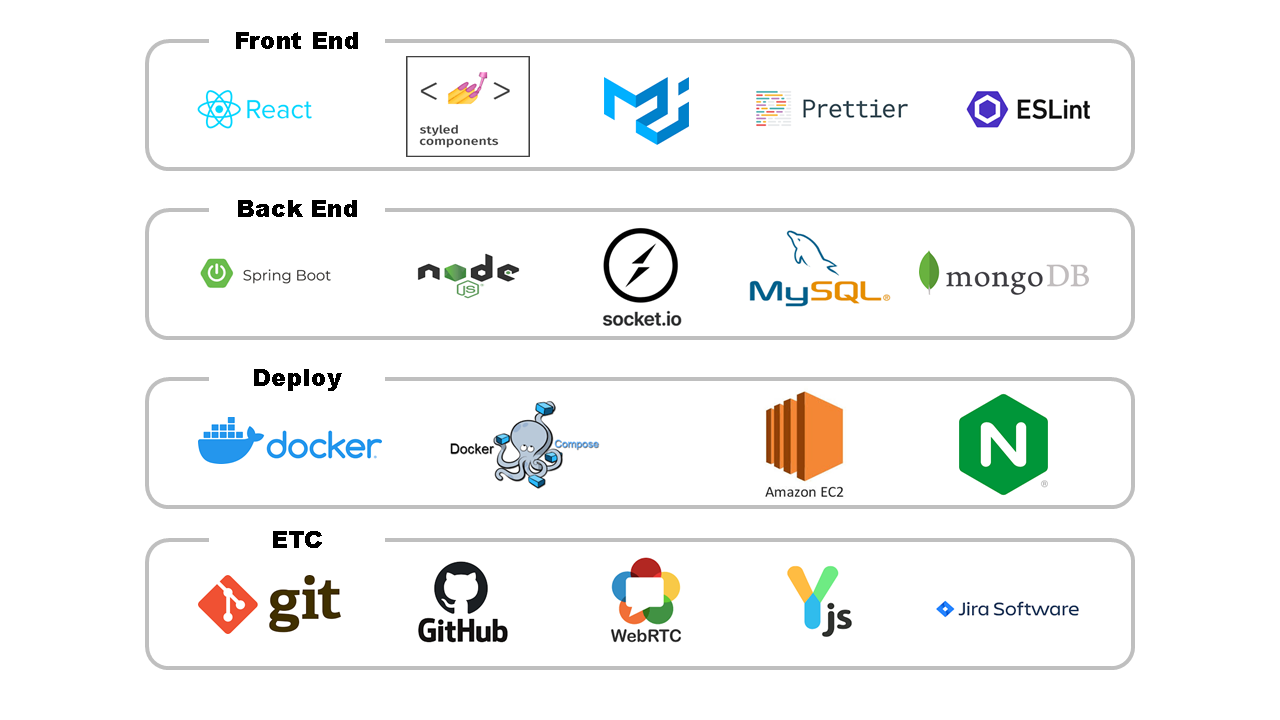 Front End
React
< >
styled
components
Prettier
ESLint
Back End
Spring Boot
node
JS
socket.io
MySQL®
mongoDB
Deploy
docker
Docker Compose
Amazon EC2
N
®
ETC
git
GitHub
WebRTC
Yjs
Jira Software